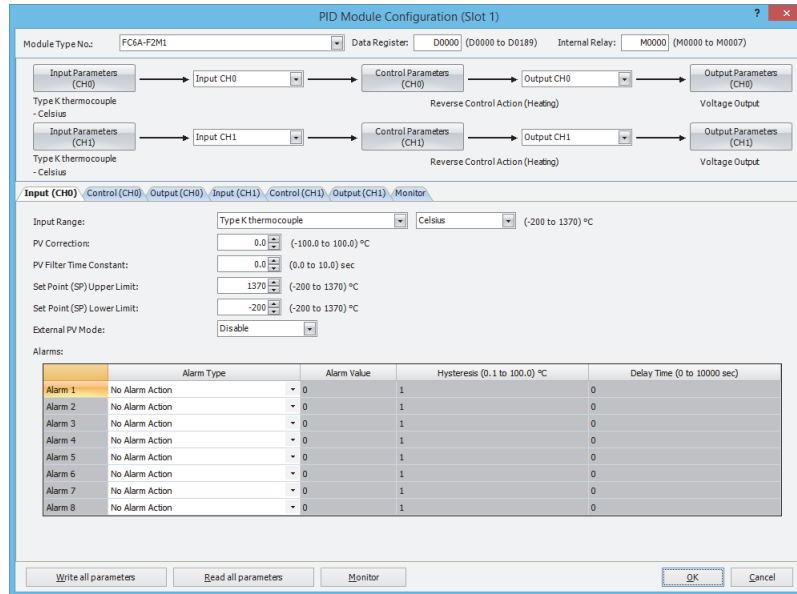 PID Module Configuration (Slot 1)
?
Module Type No.: FC6A-F2M1 Data Register: D0000 (D0000 to D0189) Internal Relay: M0000 (M0000 to M0007)
Input Parameters
(CH0)
Input CH0
Control Parameters
(CH0)
Output CH0
Output Parameters
(CH0)
Type K thermocouple
- Celsius
Reverse Control Action (Heating)
Voltage Output
Input Parameters
(CH1)
Input CH1
Control Parameters
(CH1)
Output CH1
Output Parameters
(CH1)
Type K thermocouple
- Celsius
Reverse Control Action (Heating)
Voltage Output
Input (CH0) Control (CH0) Output (CH0) Input (CH1) Control (CH1) Output (CH1) Monitor
Input Range: Type K thermocouple Celsius (-200 to 1370) ºC
PV Correction: 0.0 (-100.0 to 100.0) ºC
PV Filter Time Constant: 0.0 (0.0 to 10.0) sec
Set Point (SP) Upper Limit: 1370 (-200 to 1370) ºC
Set Point (SP) Lower Limit: -200 (-200 to 1370) ºC
External PV Mode: Disable
Alarms:
Alarm Type Alarm Value Hysteresis (0.1 to 100.0) ºC Delay Time (0 to 10000 sec)
Alarm 1 No Alarm Action 0 1 0
Alarm 2 No Alarm Action 0 1 0
Alarm 3 No Alarm Action 0 1 0
Alarm 4 No Alarm Action 0 1 0
Alarm 5 No Alarm Action 0 1 0
Alarm 6 No Alarm Action 0 1 0
Alarm 7 No Alarm Action 0 1 0
Alarm 8 No Alarm Action 0 1 0
Write all parameters Read all parameters Monitor OK Cancel